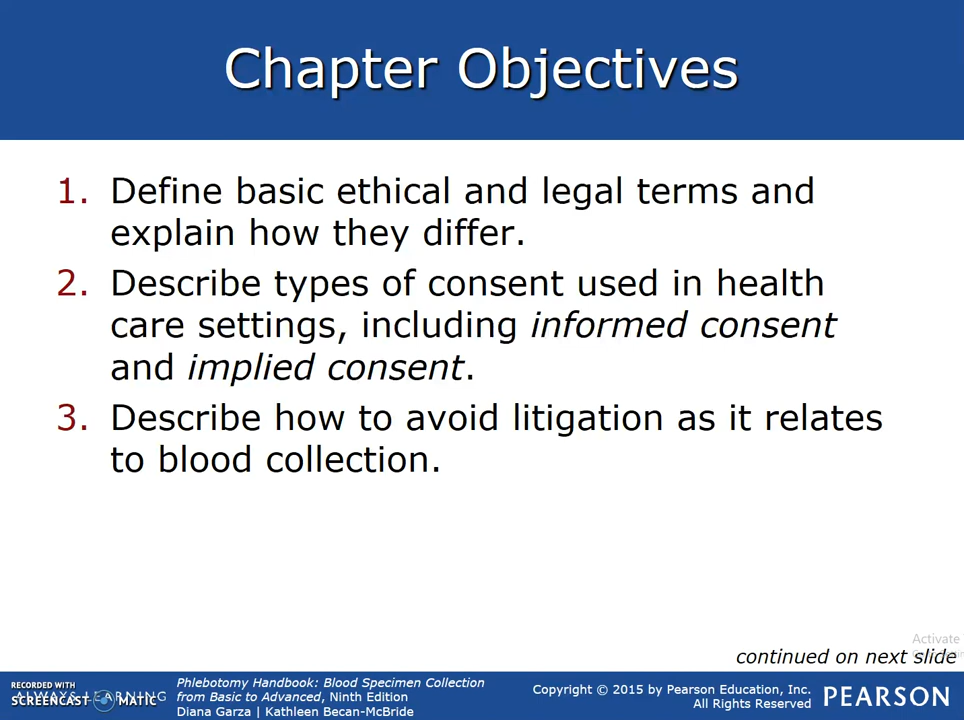 Chapter Objectives
1. Define basic ethical and legal terms and
explain how they differ.
2. Describe types of consent used in health
care settings, including informed consent
and implied consent.
3. Describe how to avoid litigation as it relates
to blood collection.
Activate
continued on next slide
RECORDED WITH
SCREENCAST MATIC
ALWAYS LEARNING
Phlebotomy Handbook: Blood Specimen Collection
from Basic to Advanced, Ninth Edition
Diana Garza | Kathleen Becan-McBride
Copyright © 2015 by Pearson Education, Inc.
All Rights Reserved
PEARSON